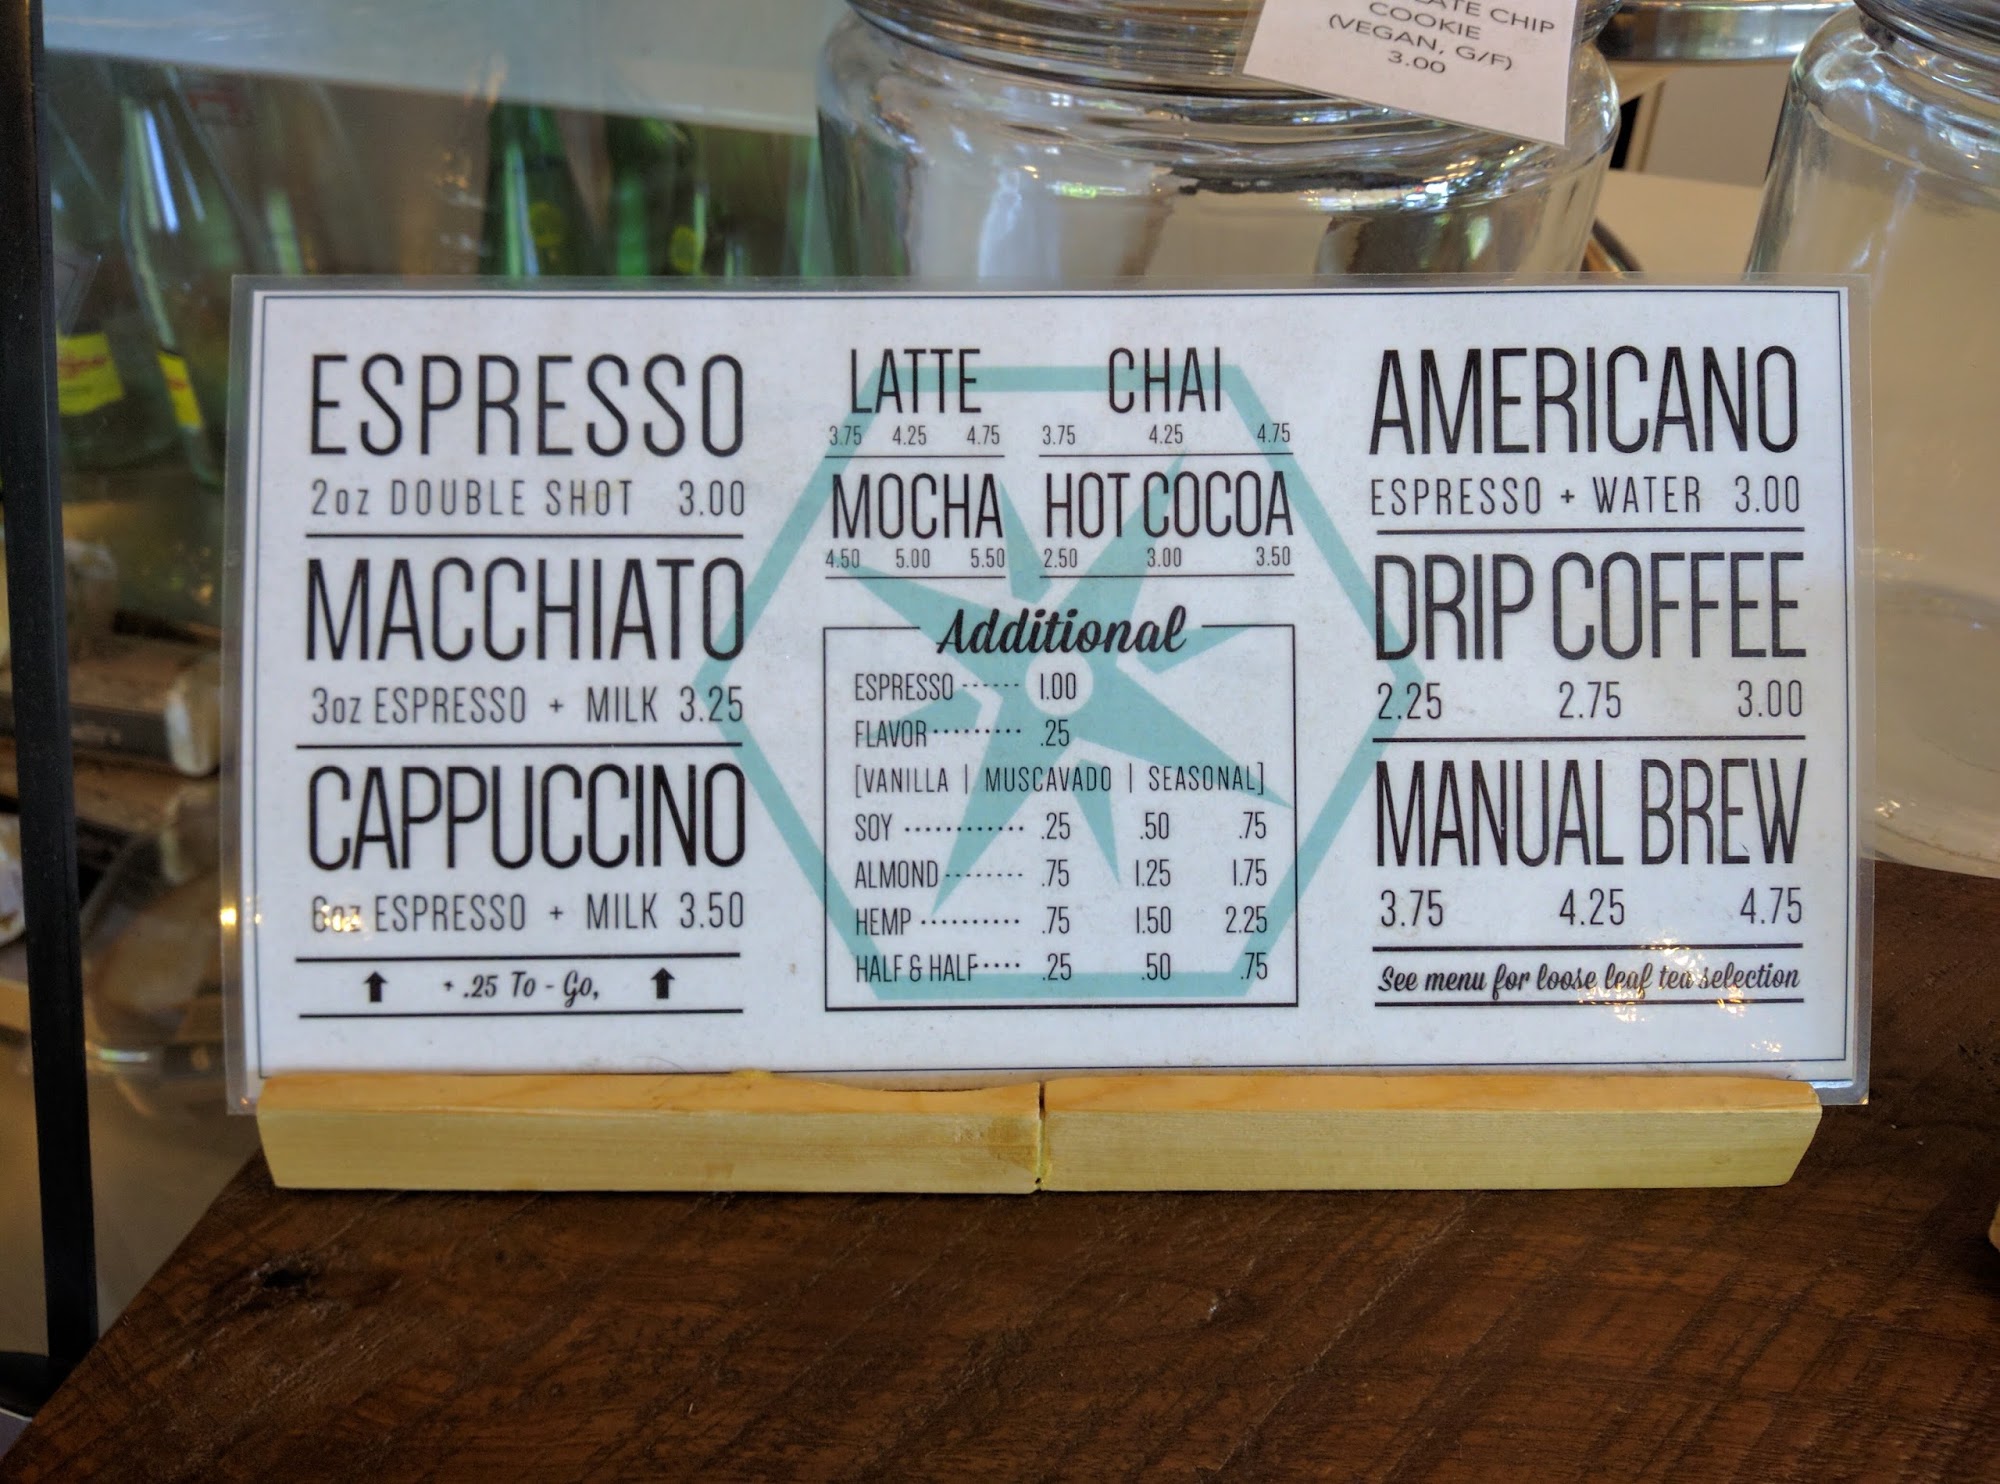 COOKIE
(VEGAN, G/F)
3.00
ESPRESSO
2oz DOUBLE SHOT 3.00
MACCHIATO
3oz ESPRESSO + MILK 3.25
CAPPUCCINO
6oz ESPRESSO + MILK 3.50
+ .25 To - Go,
LATTE
3.75 4.25 4.75
CHAI
3.75 4.25 4.75
MOCHA
4.50 5.00 5.50
HOT COCOA
2.50 3.00 3.50
Additional
ESPRESSO ------ 1.00
FLAVOR ········· .25
[VANILLA | MUSCAVADO | SEASONAL]
SOY ············ .25 .50 .75
ALMOND -------- .75 1.25 1.75
HEMP ·········· .75 1.50 2.25
HALF & HALF ···· .25 .50 .75
AMERICANO
ESPRESSO + WATER 3.00
DRIP COFFEE
2.25 2.75 3.00
MANUAL BREW
3.75 4.25 4.75
See menu for loose leaf tea selection